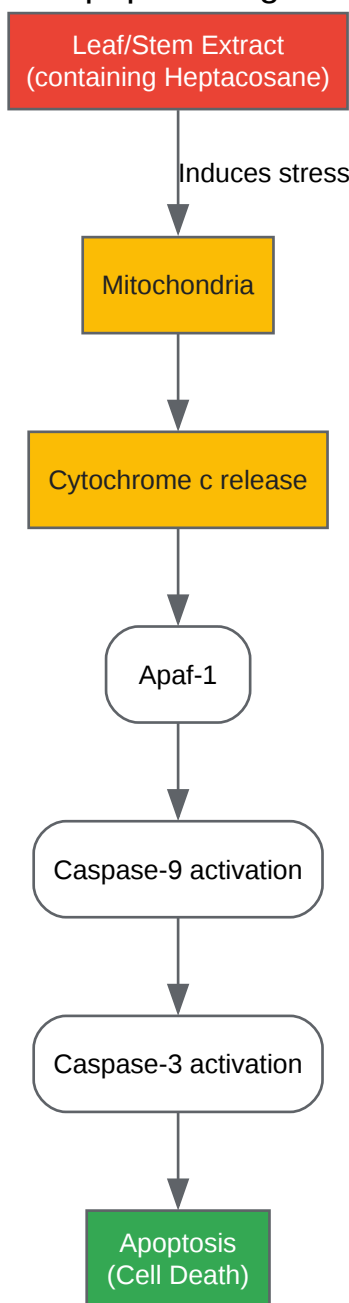 Leaf/Stem Extract
(containing Heptacosane)
Induces stress
Mitochondria
Cytochrome c release
Apaf-1
Caspase-9 activation
Caspase-3 activation
Apoptosis
(Cell Death)